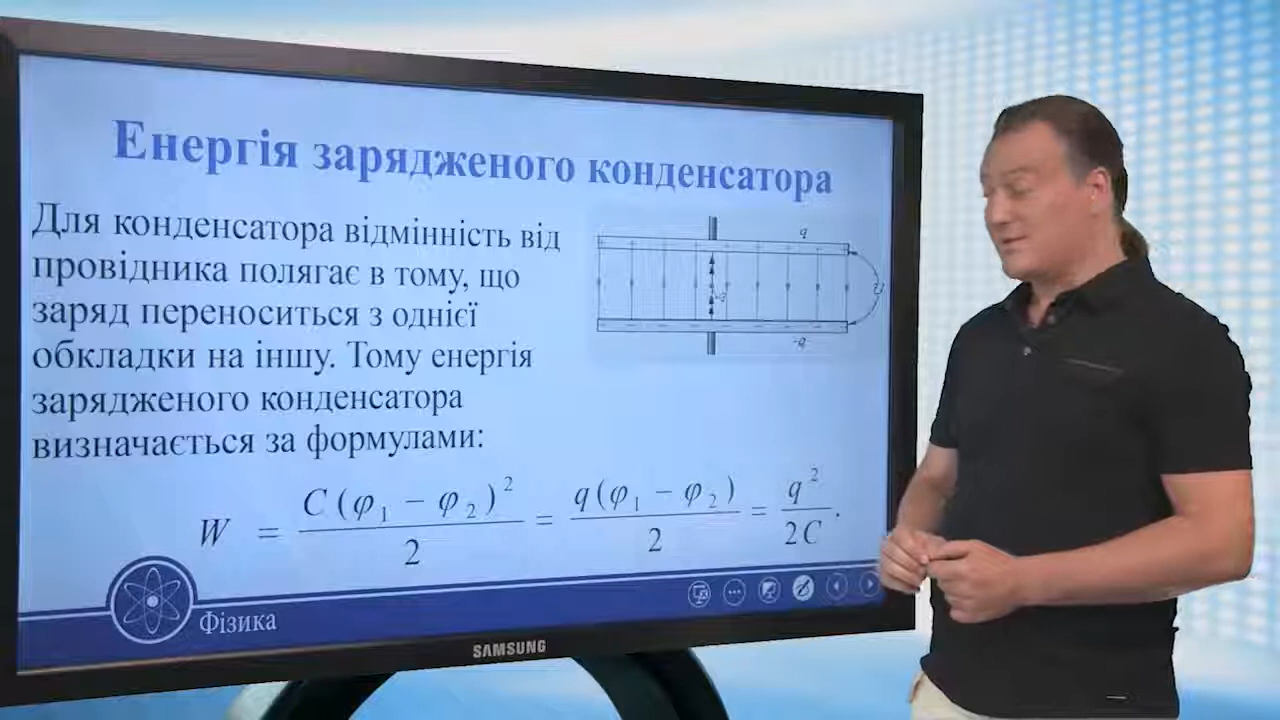 Енергія зарядженого конденсатора
Для конденсатора відмінність від
провідника полягає в тому, що
заряд переноситься з однієї
обкладки на іншу. Тому енергія
зарядженого конденсатора
визначається за формулами:
q
-q
W = C(φ₁ − φ₂)²/2 = q(φ₁ − φ₂)/2 = q²/2C.
Фізика
SAMSUNG